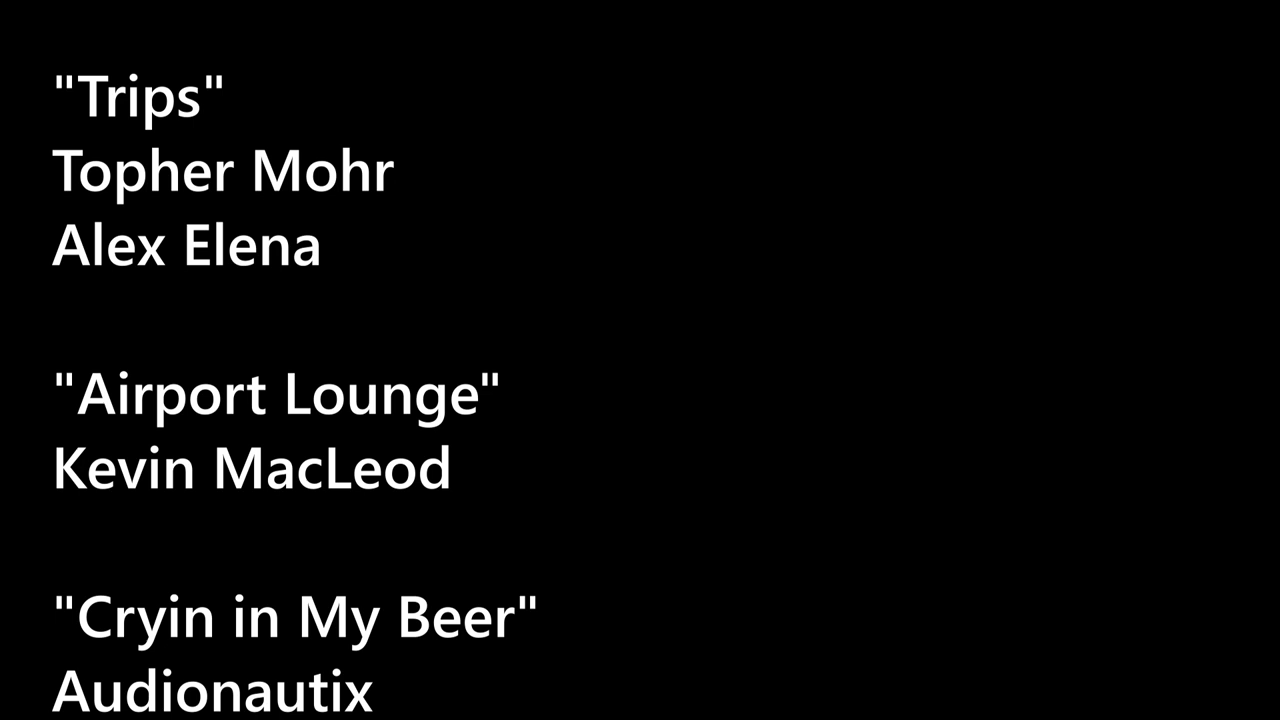 "Trips"
Topher Mohr
Alex Elena
"Airport Lounge"
Kevin MacLeod
"Cryin in My Beer"
Audionautix